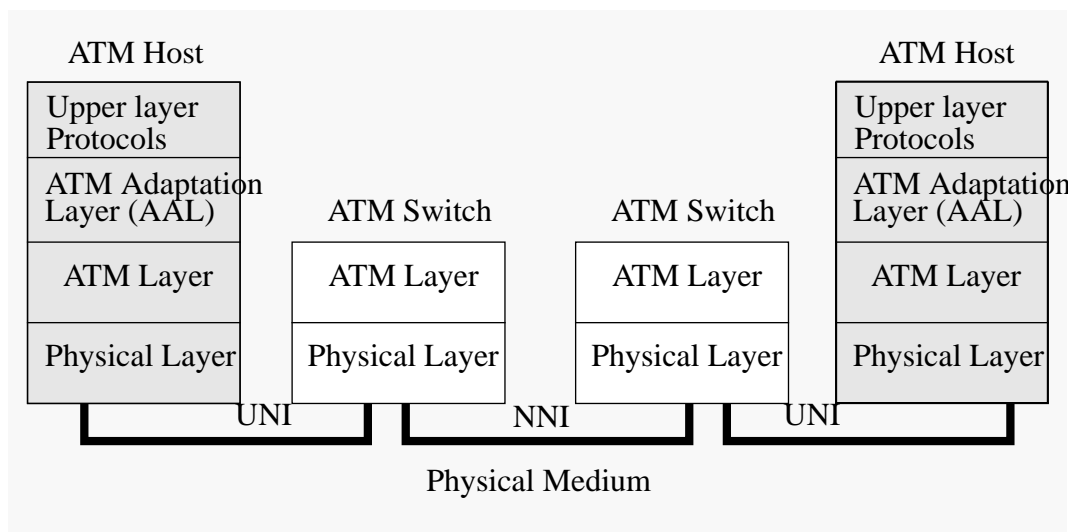 ATM Host
Upper layer
Protocols
ATM Adaptation
Layer (AAL)
ATM Layer
Physical Layer
ATM Switch
ATM Layer
Physical Layer
ATM Switch
ATM Layer
Physical Layer
ATM Host
Upper layer
Protocols
ATM Adaptation
Layer (AAL)
ATM Layer
Physical Layer
UNI
NNI
UNI
Physical Medium